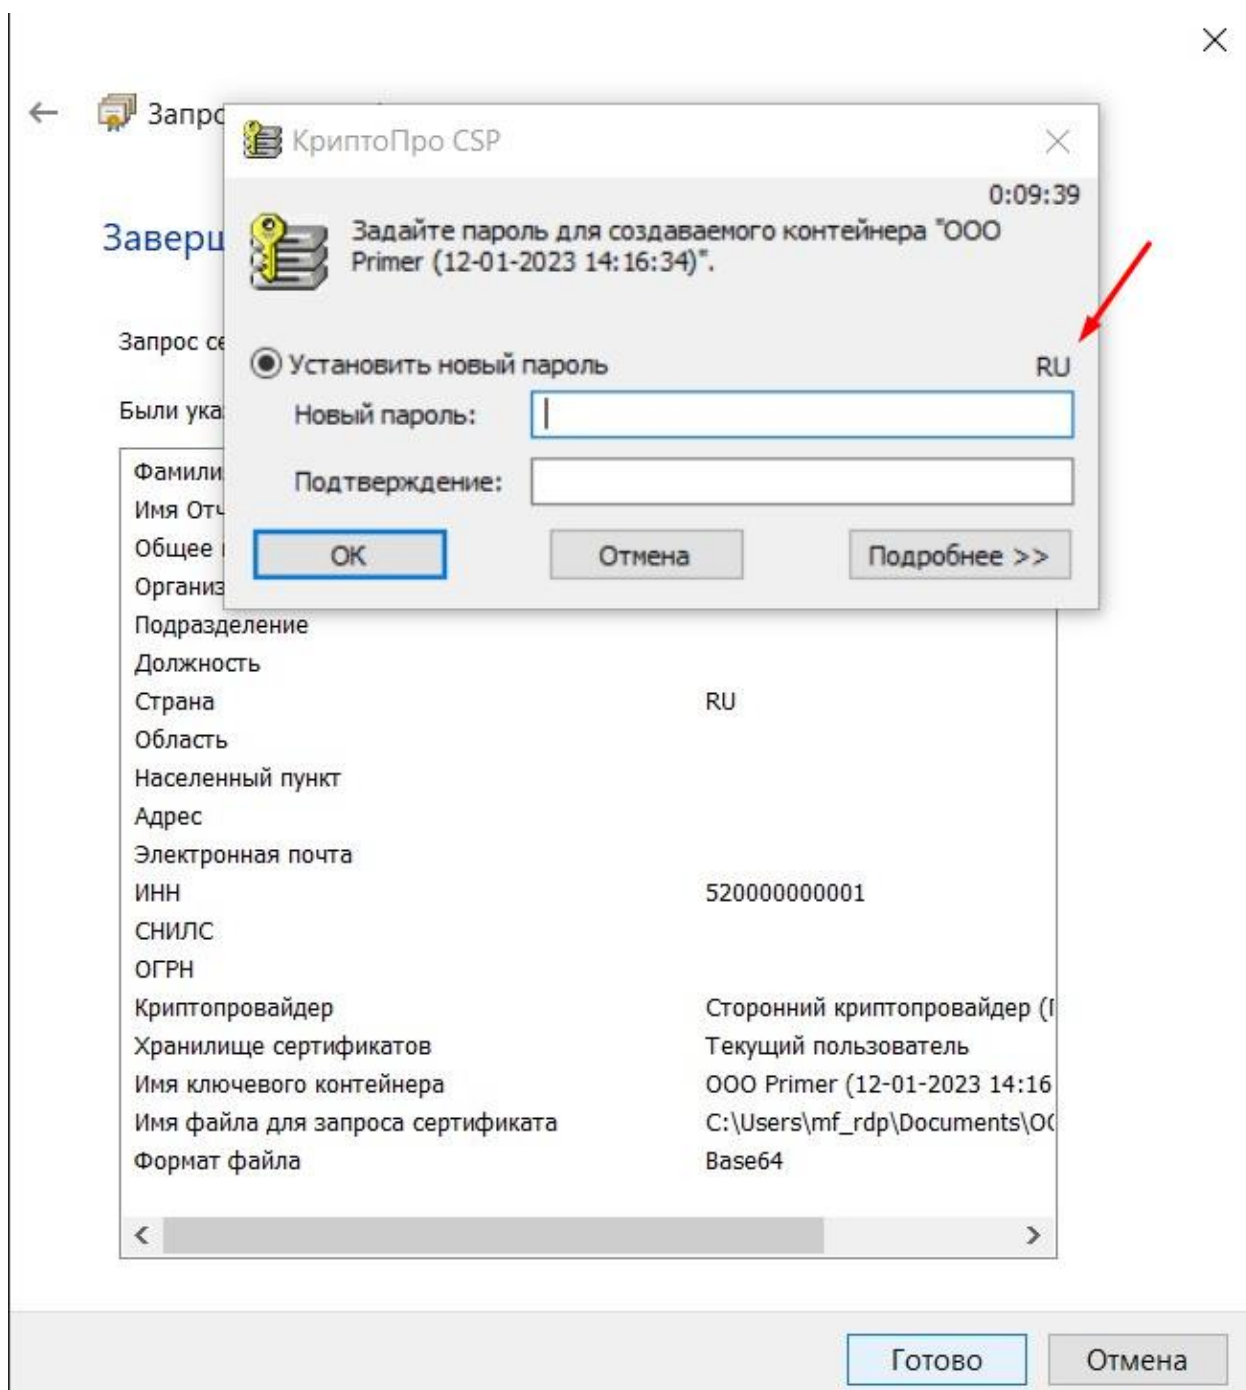 Запро
КриптоПро CSP
0:09:39
Задайте пароль для создаваемого контейнера "ООО
Primer (12-01-2023 14:16:34)".
Заверш
Запрос се
Установить новый пароль RU
Были ука
Новый пароль:
Подтверждение:
ОК Отмена Подробнее >>
Фамили
Имя Отч
Общее
Организ
Подразделение
Должность
Страна RU
Область
Населенный пункт
Адрес
Электронная почта
ИНН 520000000001
СНИЛС
ОГРН
Криптопровайдер Сторонний криптопровайдер (
Хранилище сертификатов Текущий пользователь
Имя ключевого контейнера ООО Primer (12-01-2023 14:16
Имя файла для запроса сертификата C:\Users\mf_rdp\Documents\ОО
Формат файла Base64
Готово Отмена